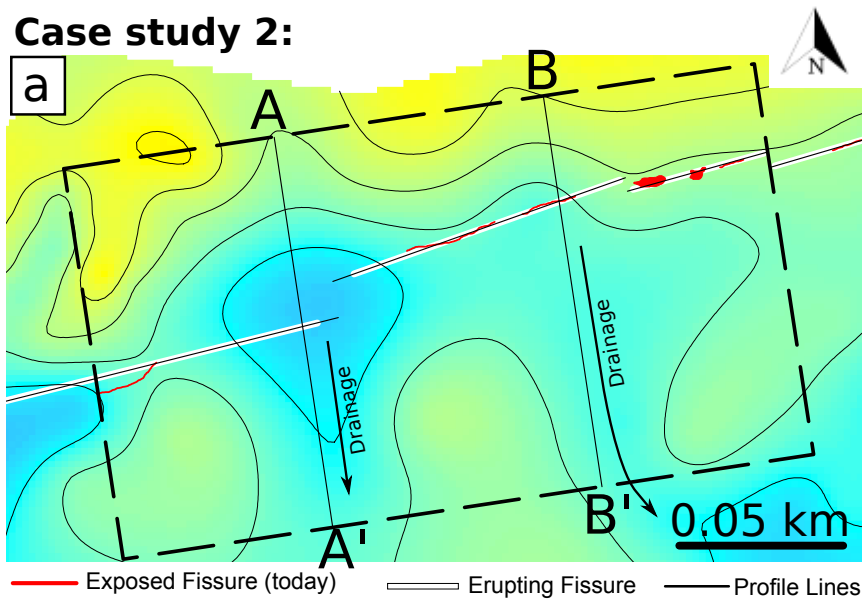 Case study 2:
a
N
A
B
Drainage
Drainage
A'
B'
0.05 km
Exposed Fissure (today)
Erupting Fissure
Profile Lines